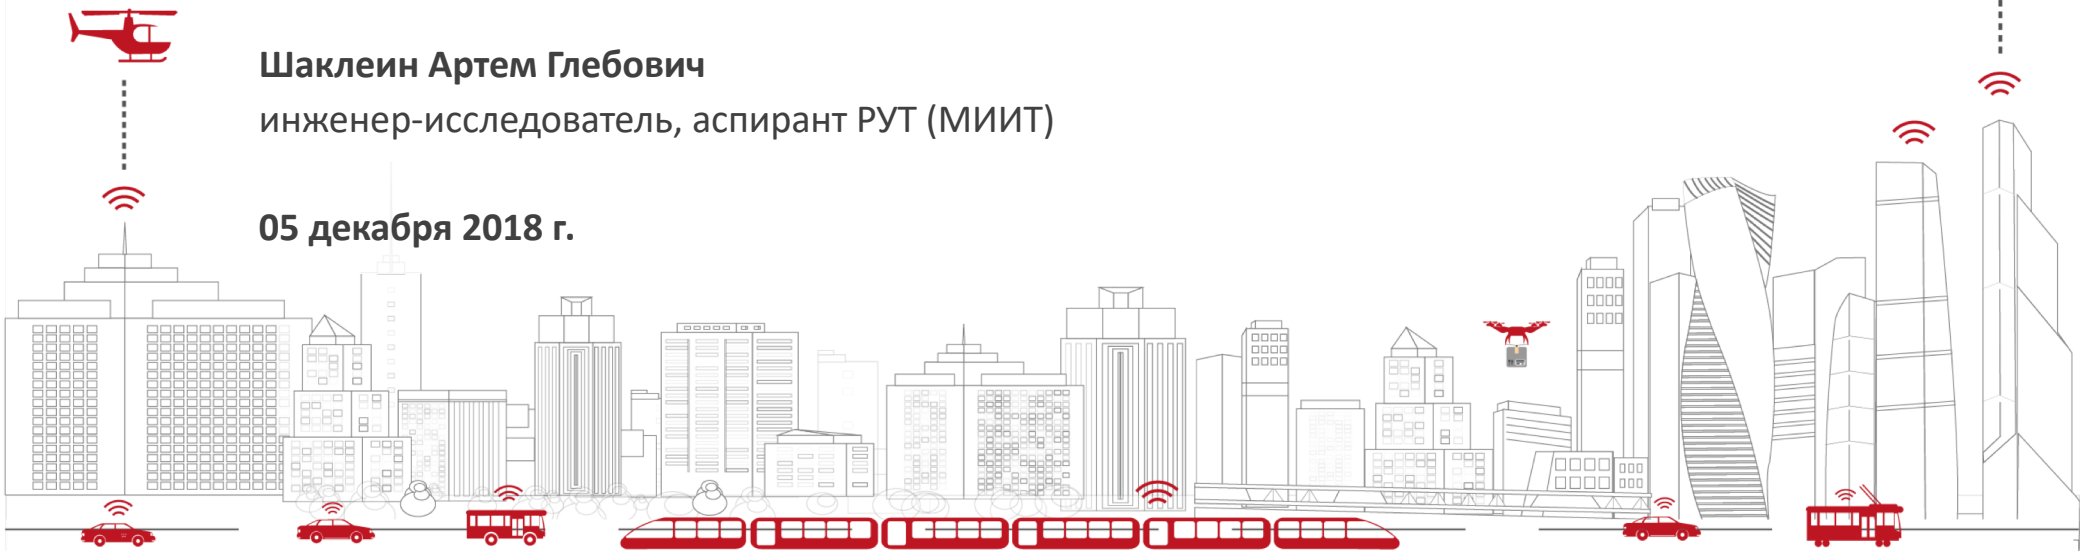 Шаклеин Артем Глебович
инженер-исследователь, аспирант РУТ (МИИТ)
05 декабря 2018 г.